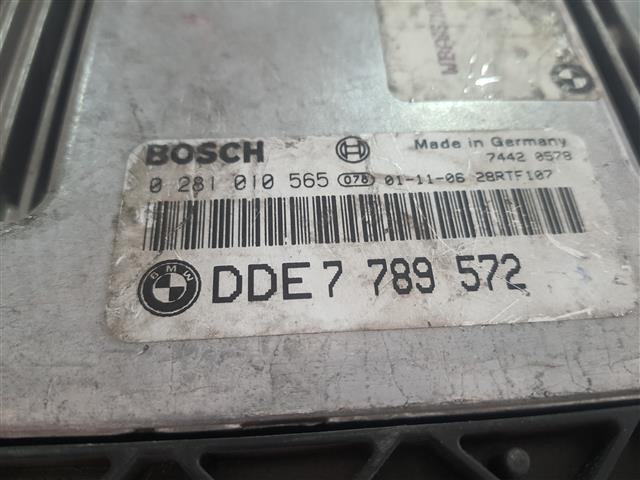 BOSCH
Made in Germany
7442 0578
0 281 010 565 078 01-11-06 28RTF107
BMW DDE 7 789 572